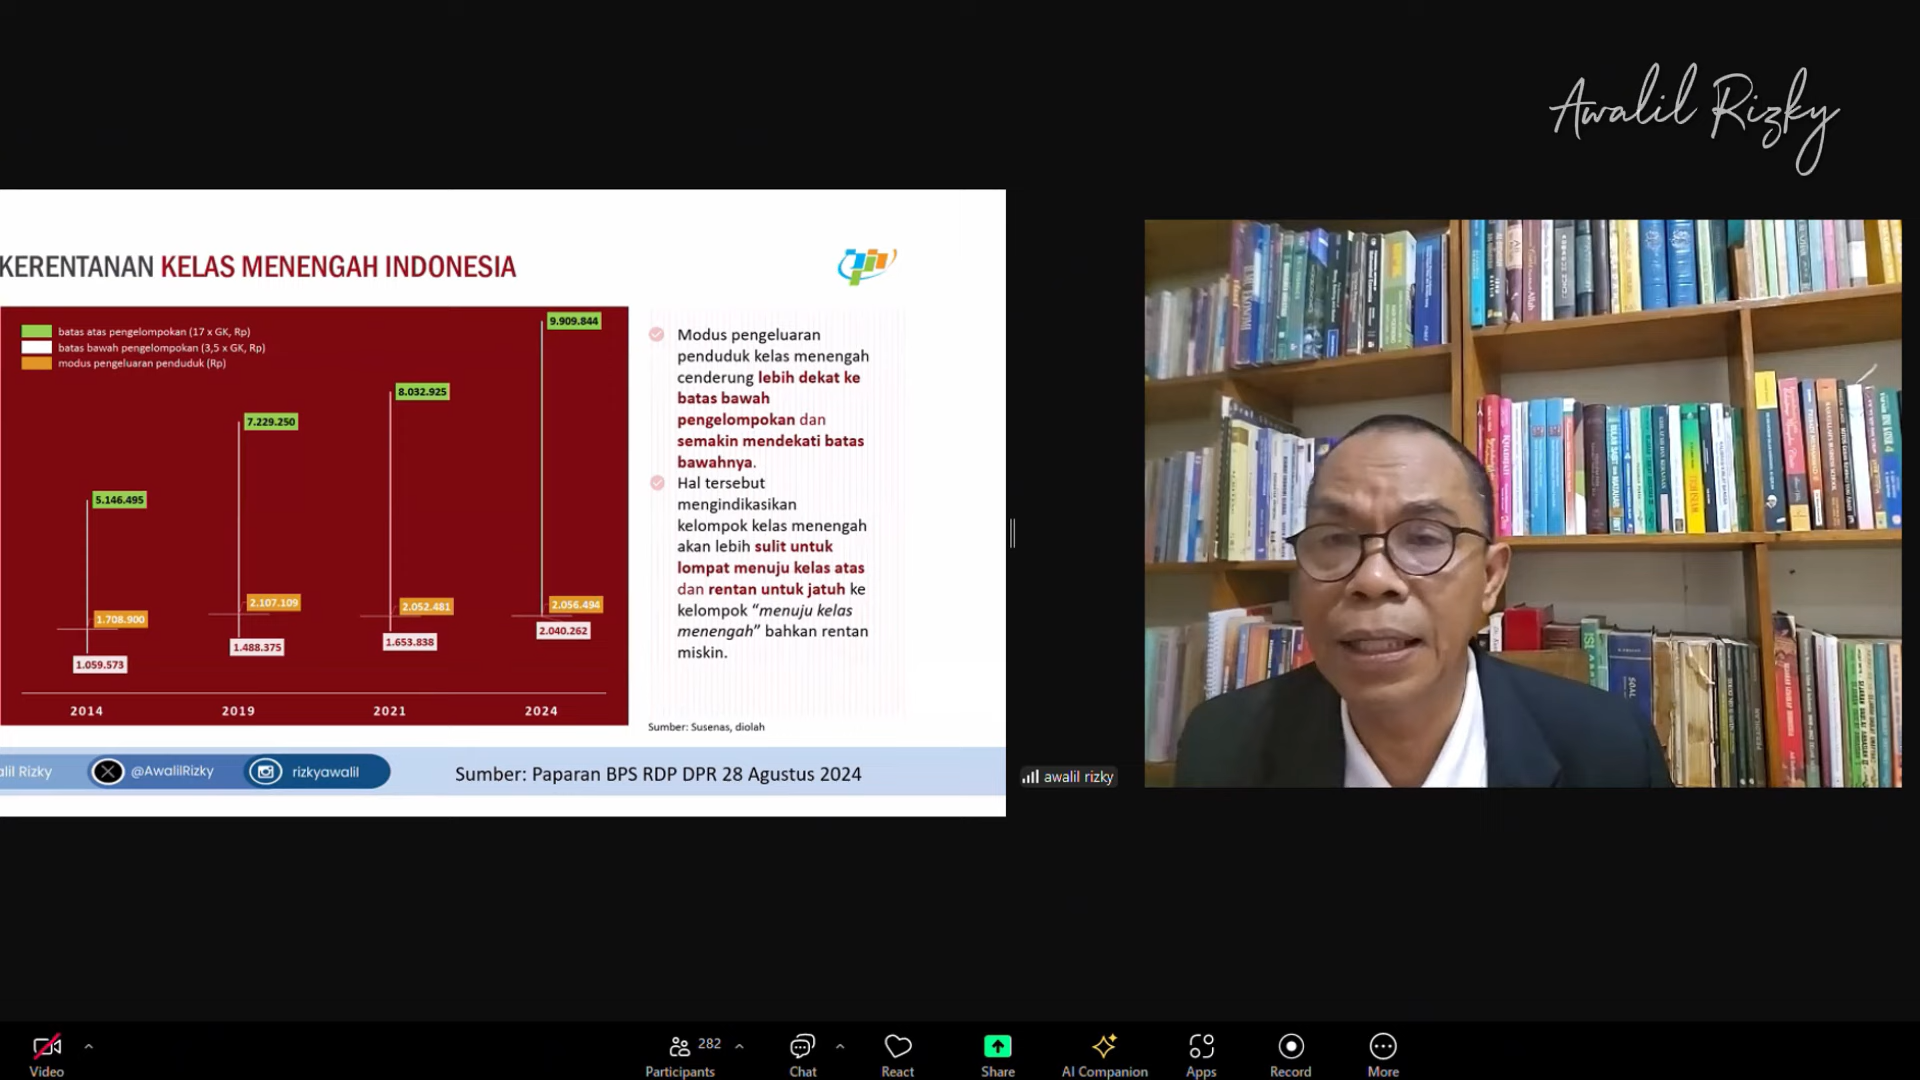 Awalil Rizky
KERENTANAN KELAS MENENGAH INDONESIA
batas atas pengelompokan (17 x GK, Rp)
batas bawah pengelompokan (3,5 x GK, Rp)
modus pengeluaran penduduk (Rp)
9.909.844
8.032.925
7.229.250
5.146.495
1.708.900
2.107.109
2.052.481
2.056.494
1.059.573
1.488.375
1.653.838
2.040.262
2014
2019
2021
2024
Modus pengeluaran
penduduk kelas menengah
cenderung lebih dekat ke
batas bawah
pengelompokan dan
semakin mendekati batas
bawahnya.
Hal tersebut
mengindikasikan
kelompok kelas menengah
akan lebih sulit untuk
lompat menuju kelas atas
dan rentan untuk jatuh ke
kelompok “menuju kelas
menengah” bahkan rentan
miskin.
Sumber: Susenas, diolah
alil Rizky
@AwalilRizky
rizkyawalil
Sumber: Paparan BPS RDP DPR 28 Agustus 2024
awalil rizky
Video
282
Participants
Chat
React
Share
AI Companion
Apps
Record
More